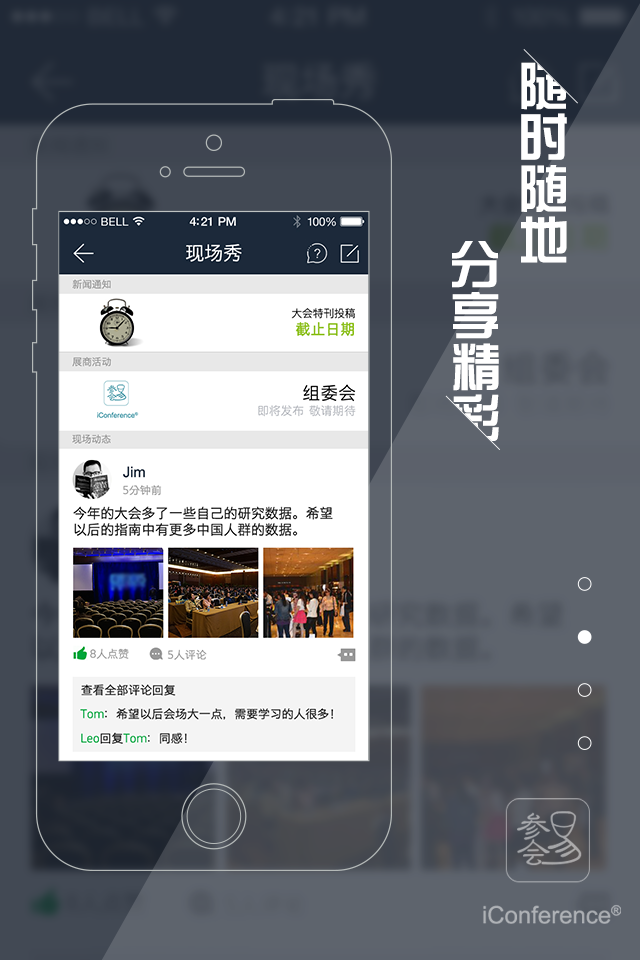 随时随地
分享精彩
BELL 4:21 PM 100%
现场秀
新闻通知
大会特刊投稿
截止日期
展商活动
组委会
iConference®
即将发布 敬请期待
现场动态
Jim
5分钟前
今年的大会多了一些自己的研究数据。希望
以后的指南中有更多中国人群的数据。
8人点赞 5人评论
查看全部评论回复
Tom：希望以后会场大一点，需要学习的人很多！
Leo回复Tom：同感！
参会易
iConference®